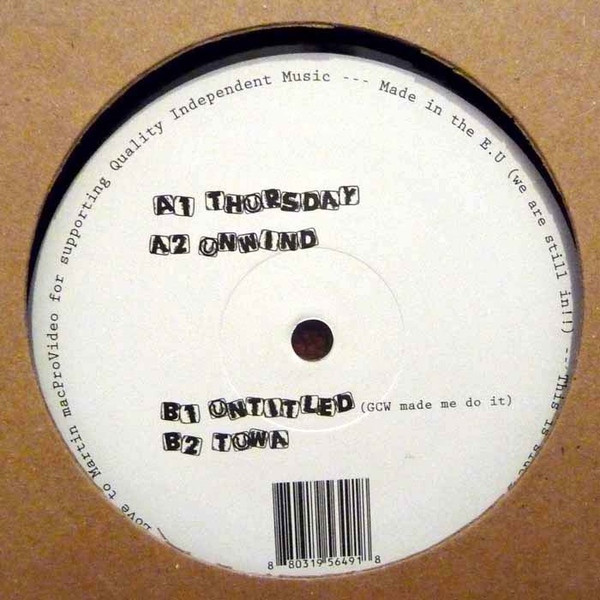 Love to Martin macProVideo for supporting Quality Independent Music --- Made in the E.U (we are still in!!) -- This is side
A1 THURSDAY
A2 UNWIND
B1 UNTITLED (GCW made me do it)
B2 TOWA
8 80319 56491 8